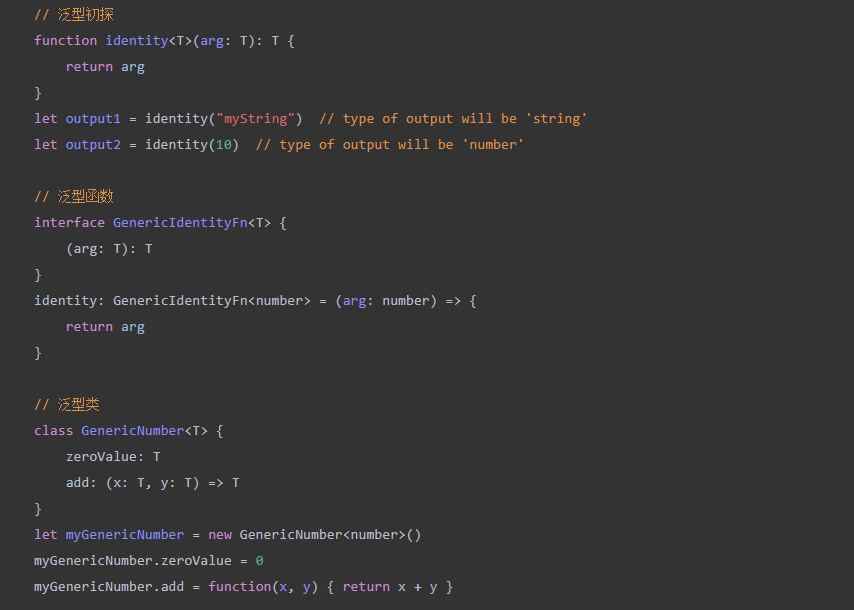 // 泛型初探
function identity<T>(arg: T): T {
    return arg
}
let output1 = identity("myString")  // type of output will be 'string'
let output2 = identity(10)  // type of output will be 'number'

// 泛型函数
interface GenericIdentityFn<T> {
    (arg: T): T
}
identity: GenericIdentityFn<number> = (arg: number) => {
    return arg
}

// 泛型类
class GenericNumber<T> {
    zeroValue: T
    add: (x: T, y: T) => T
}
let myGenericNumber = new GenericNumber<number>()
myGenericNumber.zeroValue = 0
myGenericNumber.add = function(x, y) { return x + y }